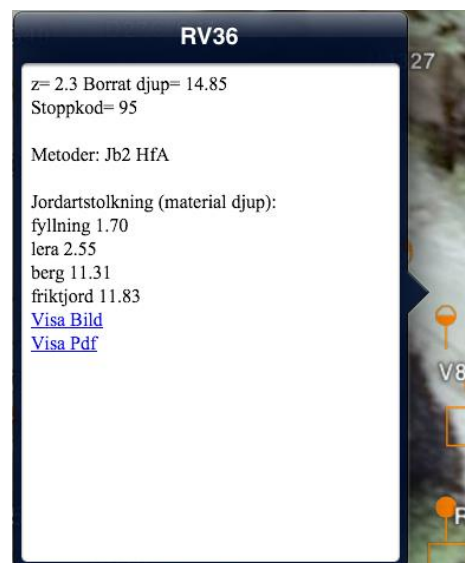 RV36
27
z= 2.3 Borrat djup= 14.85
Stoppkod= 95
Metoder: Jb2 HfA
Jordartstolkning (material djup):
fyllning 1.70
lera 2.55
berg 11.31
friktjord 11.83
Visa Bild
Visa Pdf
V8
R